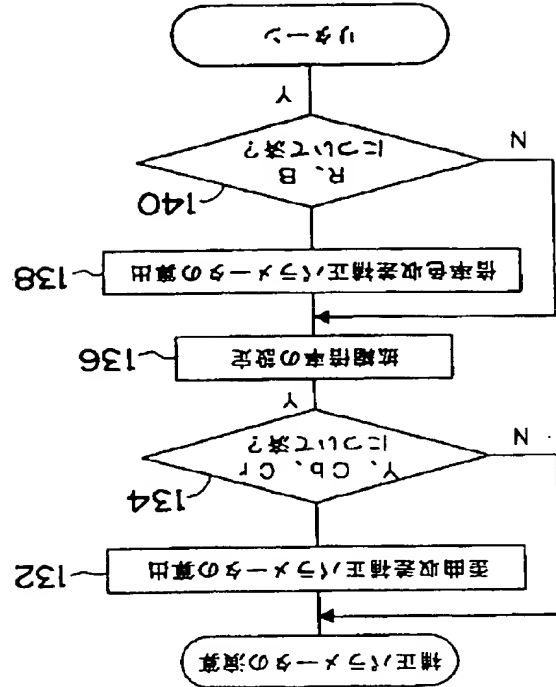 補正パラメータの演算
歪曲収差補正パラメータの算出
132
Y、Cb、Cr
について済?
134
N
Y
拡縮倍率の設定
136
倍率色収差補正パラメータの算出
138
R、B
について済?
140
N
Y
リターン